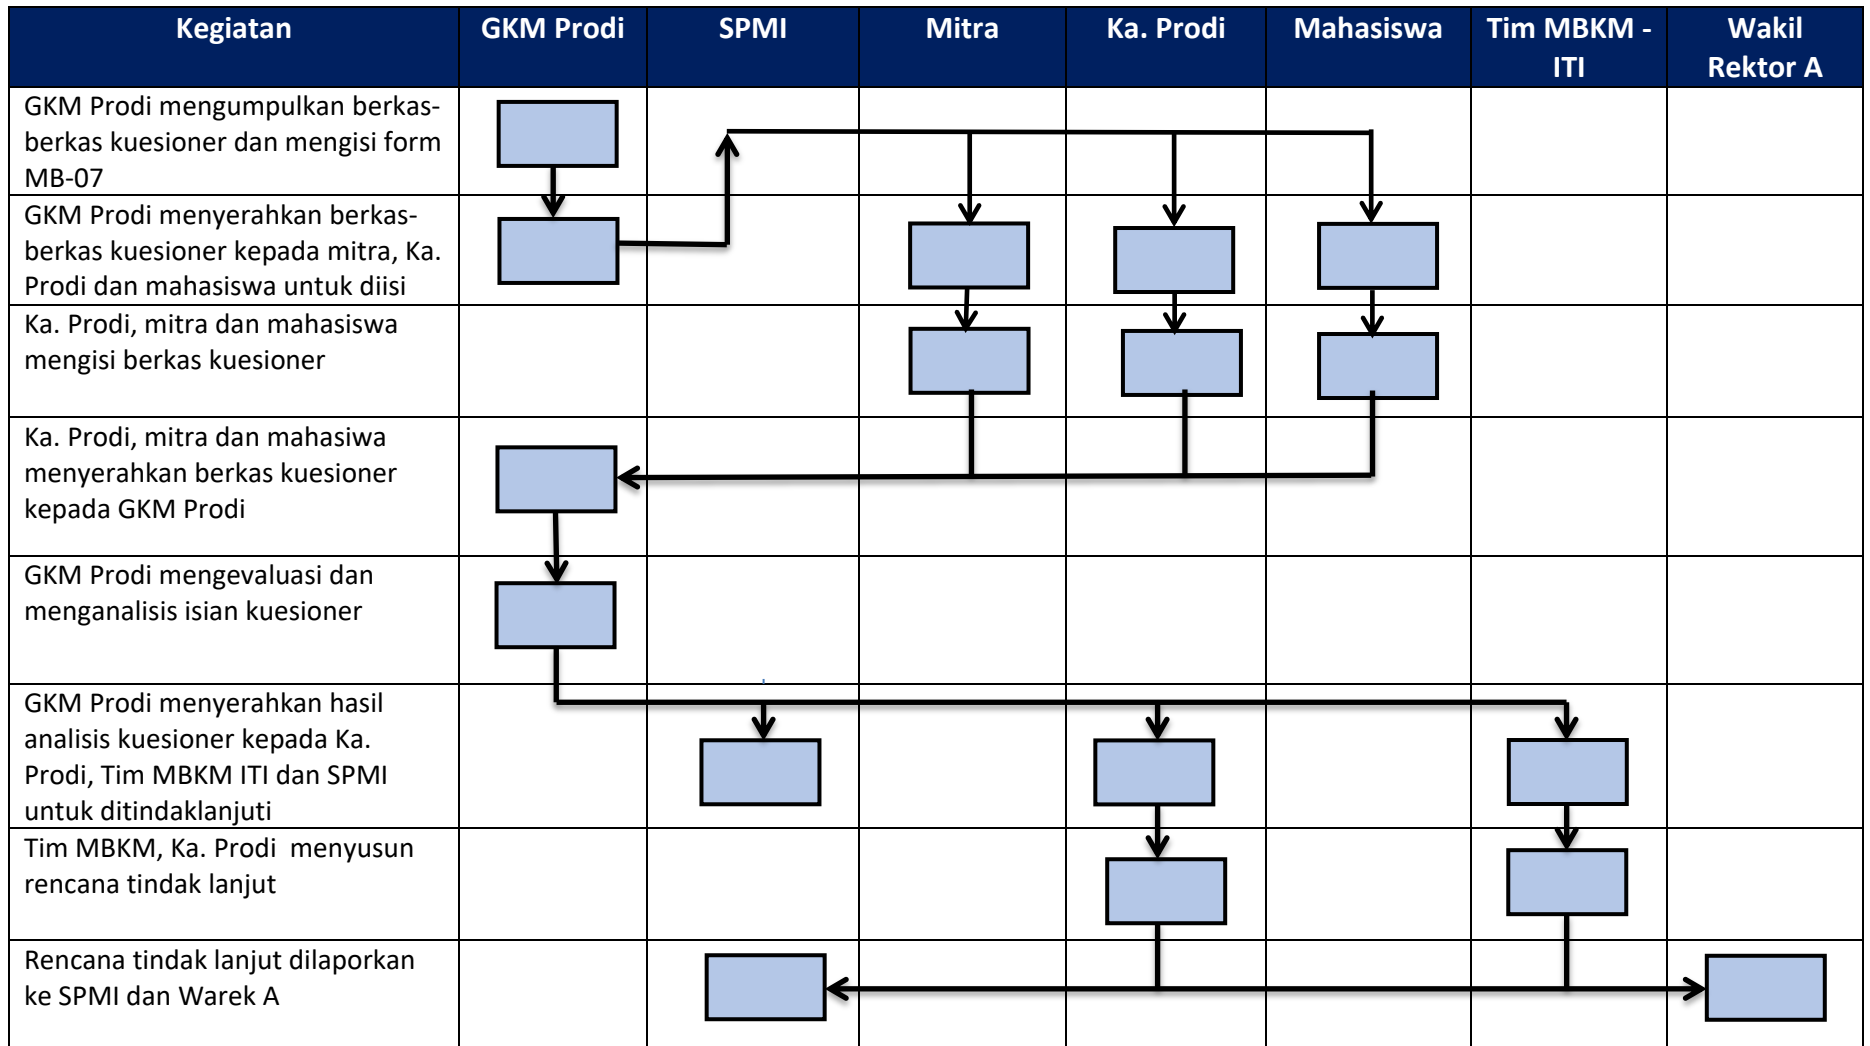 Kegiatan
GKM Prodi
SPMI
Mitra
Ka. Prodi
Mahasiswa
Tim MBKM -
ITI
Wakil
Rektor A
GKM Prodi mengumpulkan berkas-
berkas kuesioner dan mengisi form
MB-07
GKM Prodi menyerahkan berkas-
berkas kuesioner kepada mitra, Ka.
Prodi dan mahasiswa untuk diisi
Ka. Prodi, mitra dan mahasiswa
mengisi berkas kuesioner
Ka. Prodi, mitra dan mahasiwa
menyerahkan berkas kuesioner
kepada GKM Prodi
GKM Prodi mengevaluasi dan
menganalisis isian kuesioner
GKM Prodi menyerahkan hasil
analisis kuesioner kepada Ka.
Prodi, Tim MBKM ITI dan SPMI
untuk ditindaklanjuti
Tim MBKM, Ka. Prodi  menyusun
rencana tindak lanjut
Rencana tindak lanjut dilaporkan
ke SPMI dan Warek A